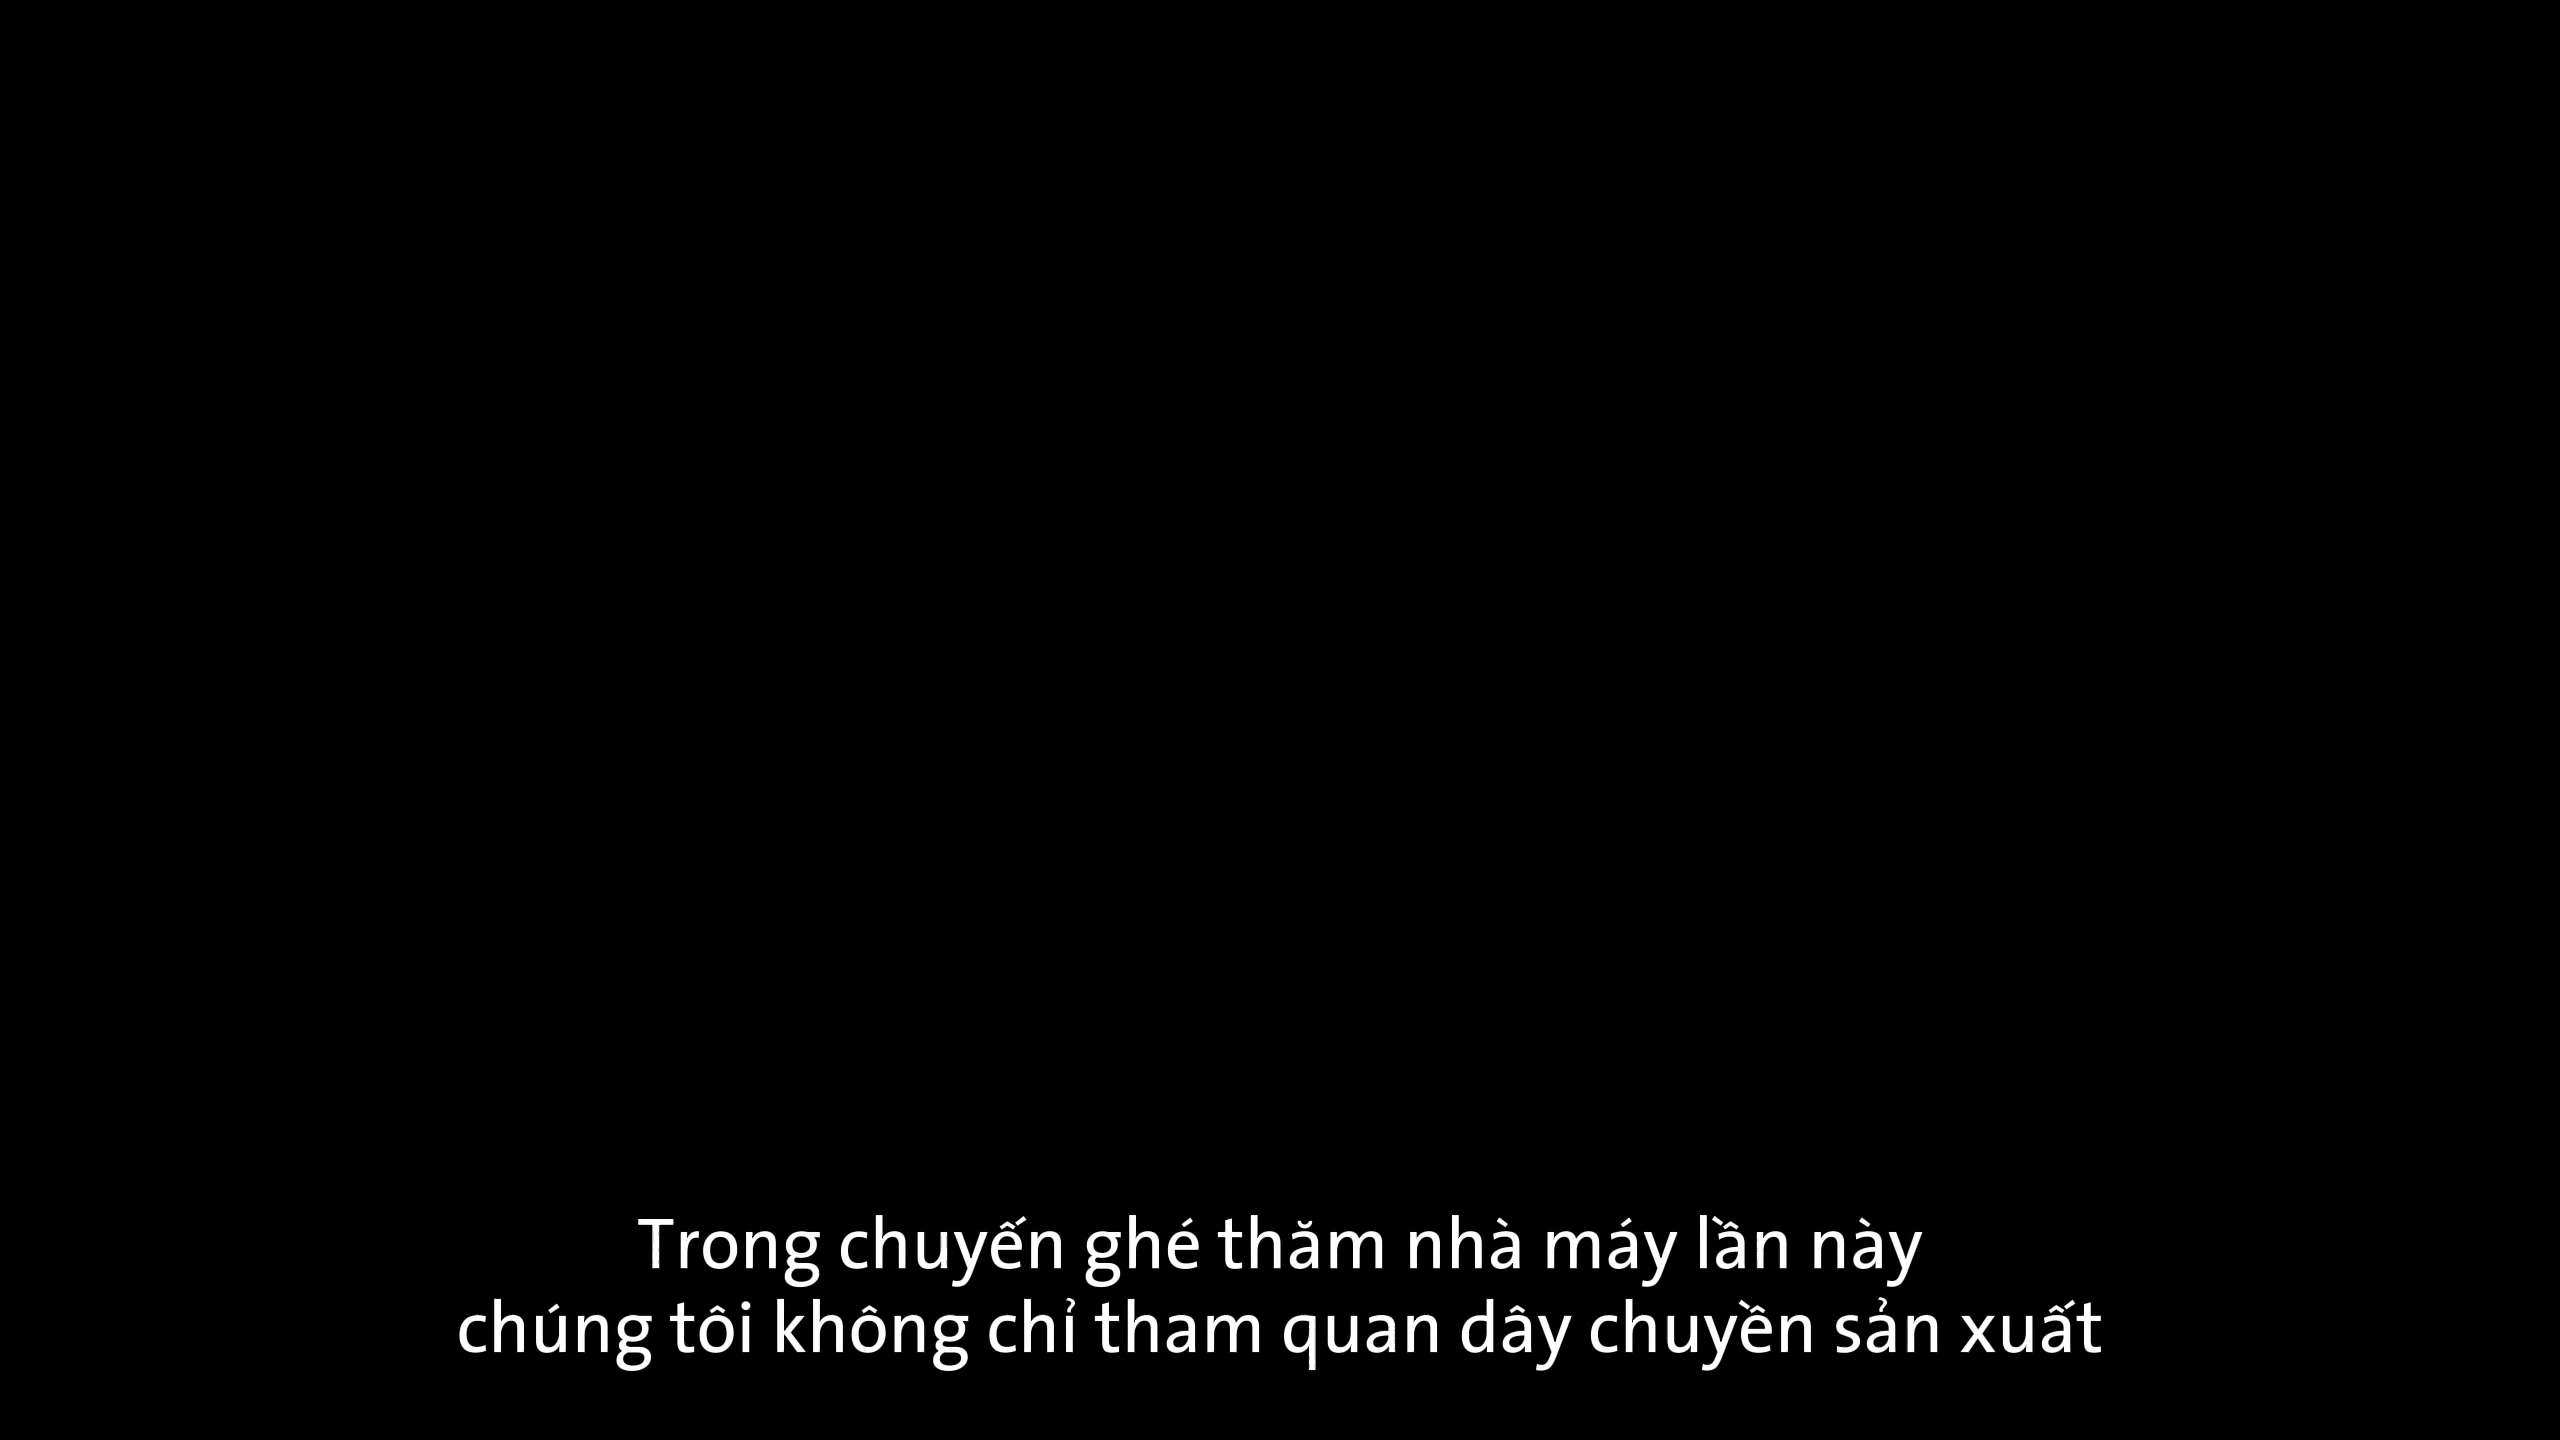 Trong chuyến ghé thăm nhà máy lần này
chúng tôi không chỉ tham quan dây chuyền sản xuất